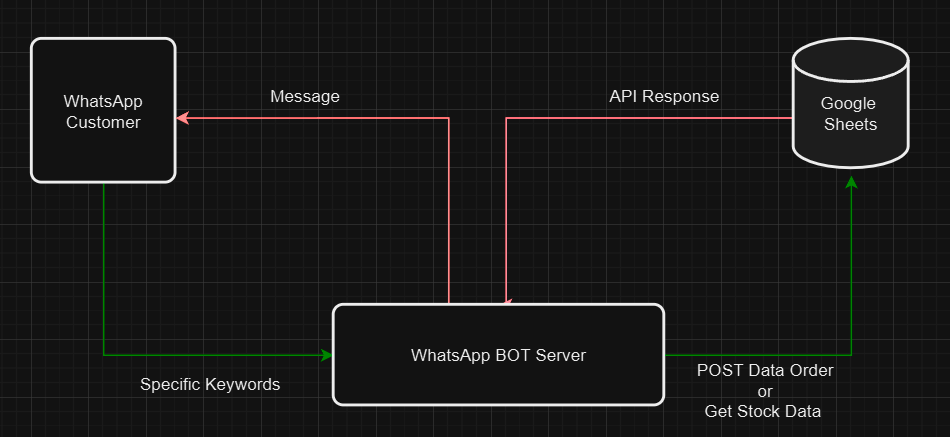 WhatsApp
Customer
Message
API Response
Google
Sheets
WhatsApp BOT Server
Specific Keywords
POST Data Order
or
Get Stock Data